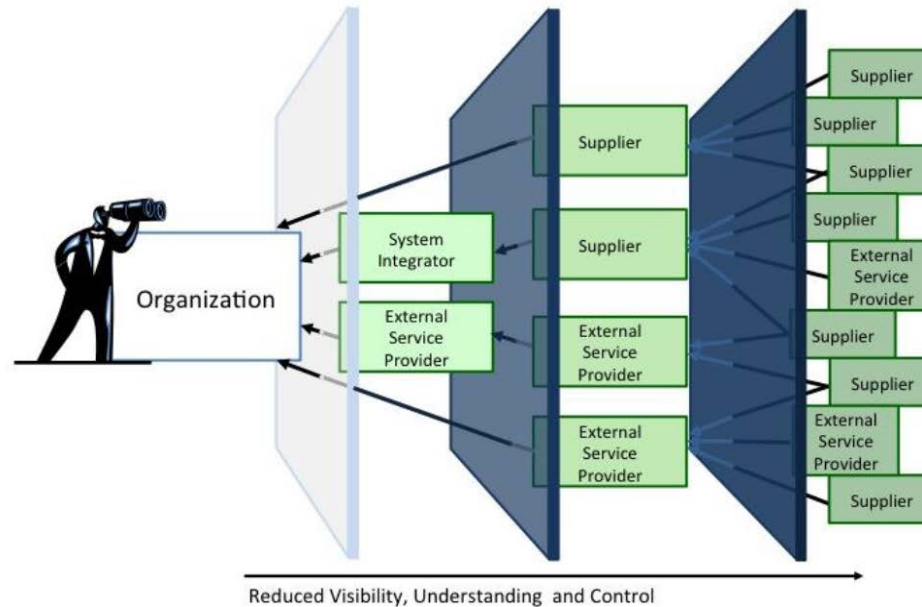 Organization
System
Integrator
External
Service
Provider
Supplier
Supplier
External
Service
Provider
External
Service
Provider
Supplier
Supplier
Supplier
Supplier
External
Service
Provider
Supplier
Supplier
External
Service
Provider
Supplier
Reduced Visibility, Understanding and Control